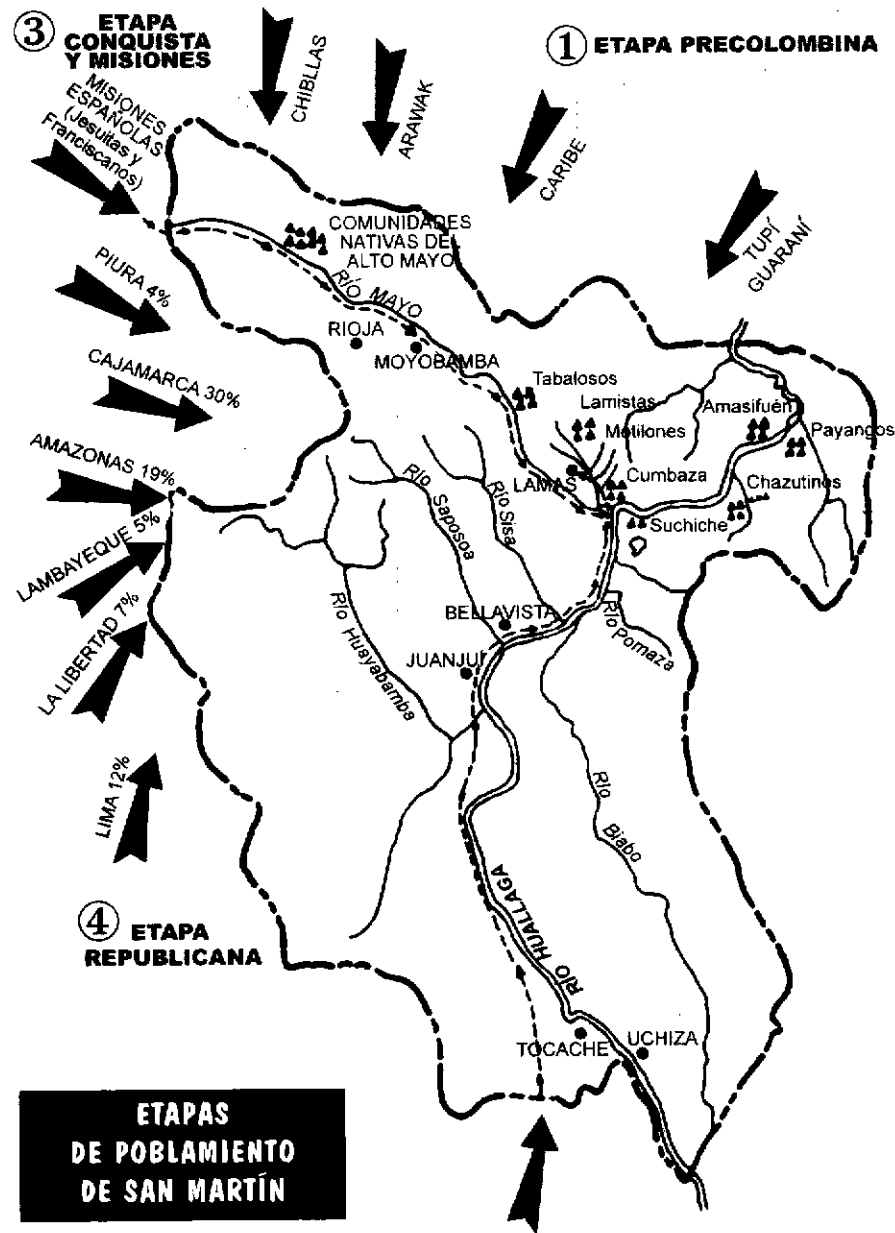 ③ ETAPA
CONQUISTA
Y MISIONES
① ETAPA PRECOLOMBINA
MISIONES
ESPAÑOLAS
(Jesuitas y
Franciscanos)
CHIBLLAS
ARAWAK
CARIBE
TUPÍ
GUARANÍ
COMUNIDADES
NATIVAS DEL
ALTO MAYO
RÍO MAYO
PIURA 4%
RIOJA
MOYOBAMBA
CAJAMARCA 30%
Tabalosos
Lamistas
Motilones
Amasifuén
Payangos
AMAZONAS 19%
LAMAS
Cumbaza
Chazutinos
Suchiche
Río Saposoa
Río Sisa
LAMBAYEQUE 5%
LA LIBERTAD 7%
Río Huayabamba
BELLAVISTA
Río Pomaza
JUANJUI
LIMA 12%
Río Biabo
RÍO HUALLAGA
④ ETAPA
REPUBLICANA
TOCACHE
UCHIZA
ETAPAS
DE POBLAMIENTO
DE SAN MARTÍN